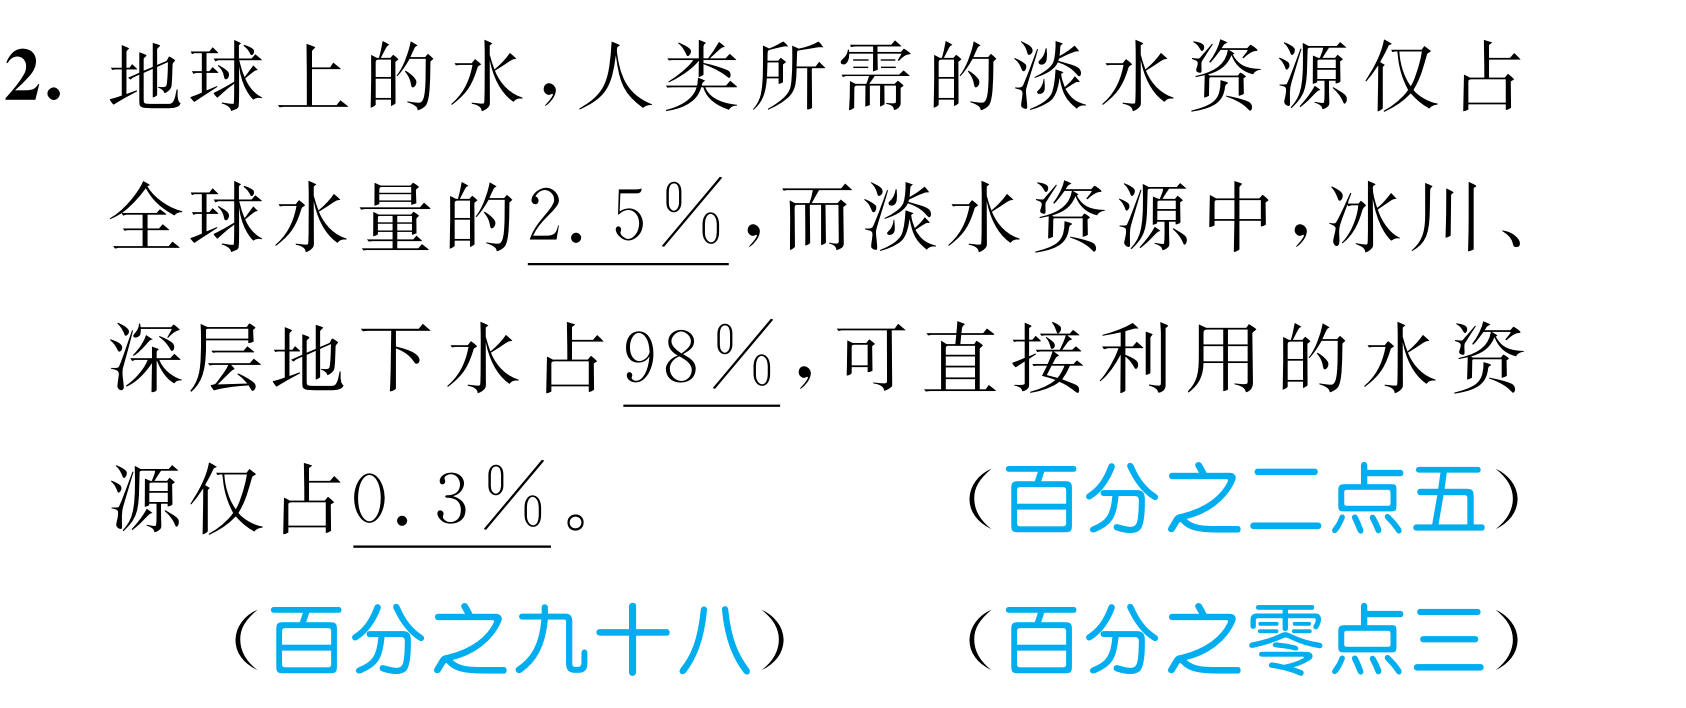 2. 地球上的水,人类所需的淡水资源仅占
全球水量的2.5%,而淡水资源中,冰川、
深层地下水占98%,可直接利用的水资
源仅占0.3%。 (百分之二点五)
(百分之九十八) (百分之零点三)